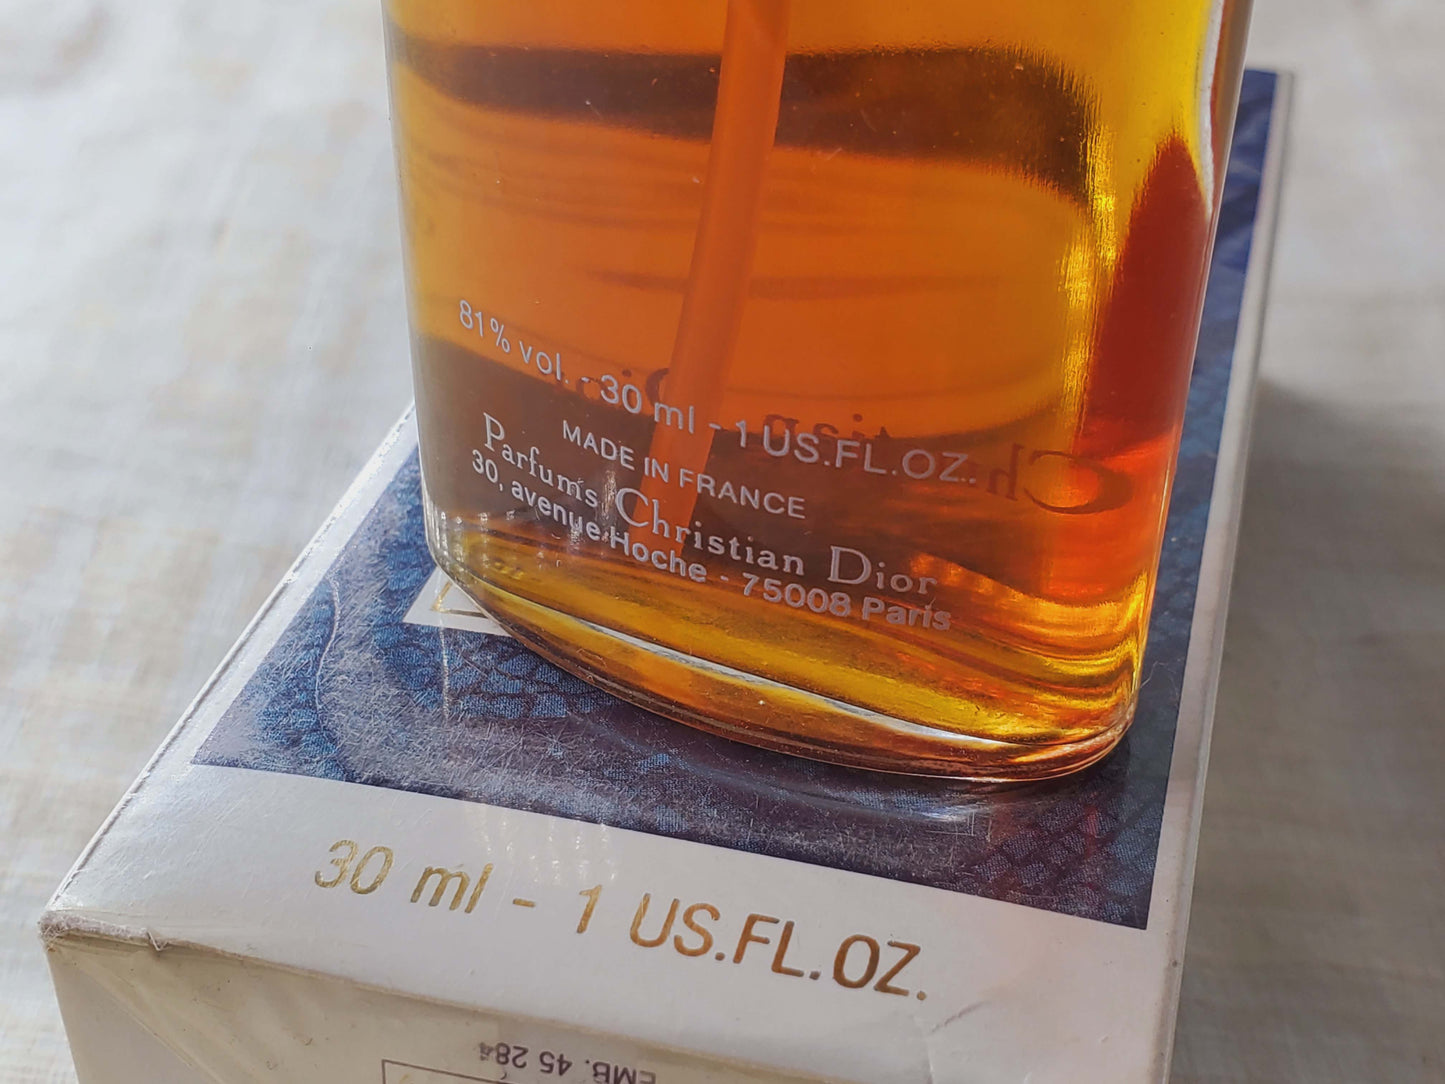 81% vol. - 30 ml - 1 US.FL.OZ.
MADE IN FRANCE
Parfums Christian Dior
30, avenue Hoche - 75008 Paris
30 ml - 1 US.FL.OZ.
EMB. 45 284